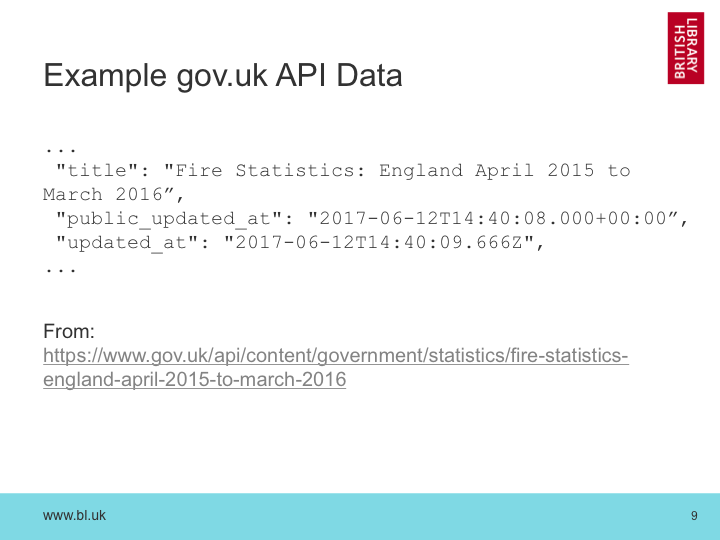 LIBRARY
BRITISH
Example gov.uk API Data
...
"title": "Fire Statistics: England April 2015 to
March 2016”,
"public_updated_at": "2017-06-12T14:40:08.000+00:00”,
"updated_at": "2017-06-12T14:40:09.666Z",
...
From:
https://www.gov.uk/api/content/government/statistics/fire-statistics-
england-april-2015-to-march-2016
www.bl.uk
9